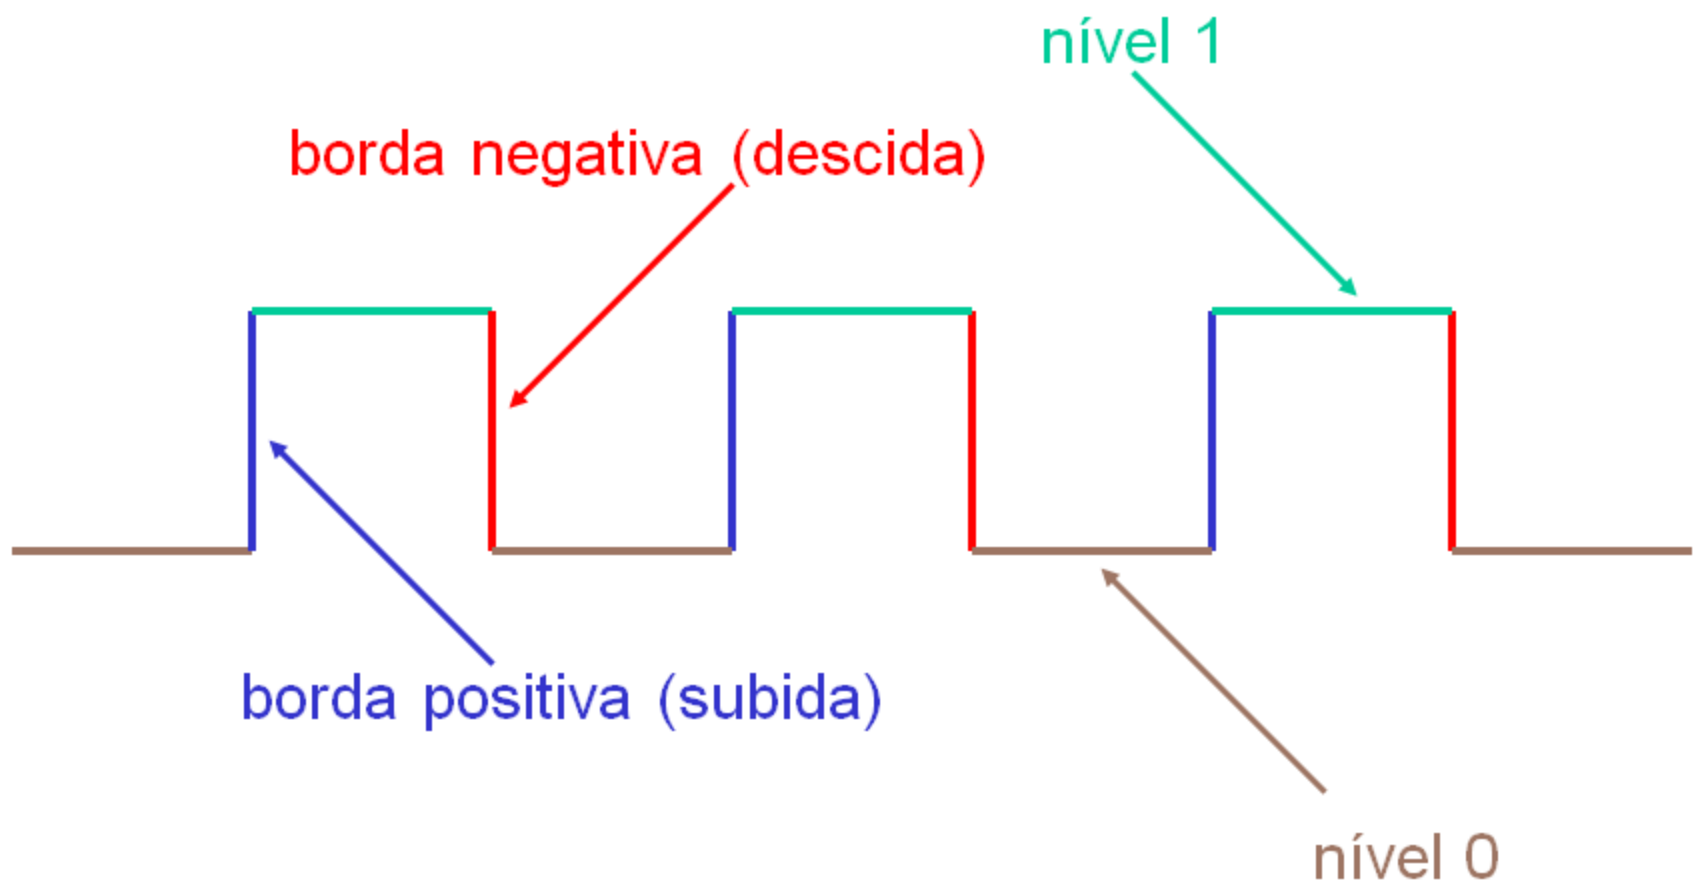 nível 1
borda negativa (descida)
borda positiva (subida)
nível 0